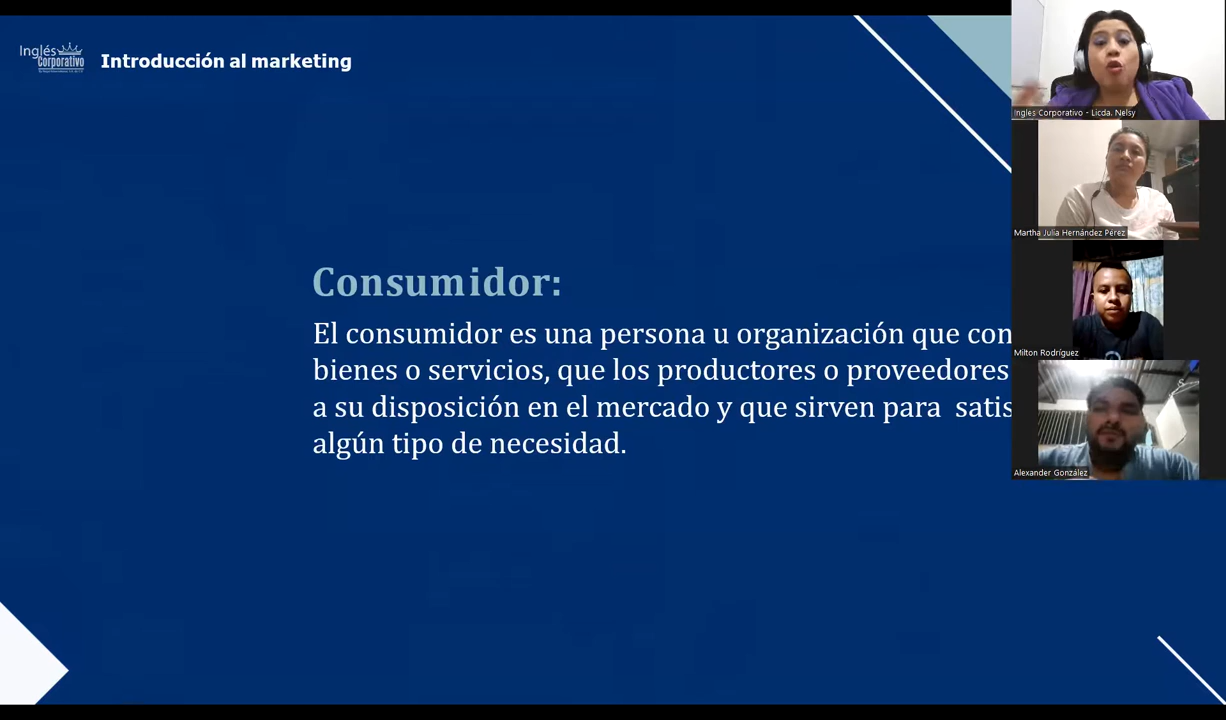 Inglés
Corporativo
Introducción al marketing
Consumidor:
El consumidor es una persona u organización que con
bienes o servicios, que los productores o proveedores
a su disposición en el mercado y que sirven para satis
algún tipo de necesidad.
Ingles Corporativo - Licda. Nelsy
Martha Julia Hernández Pérez
Milton Rodríguez
Alexander González